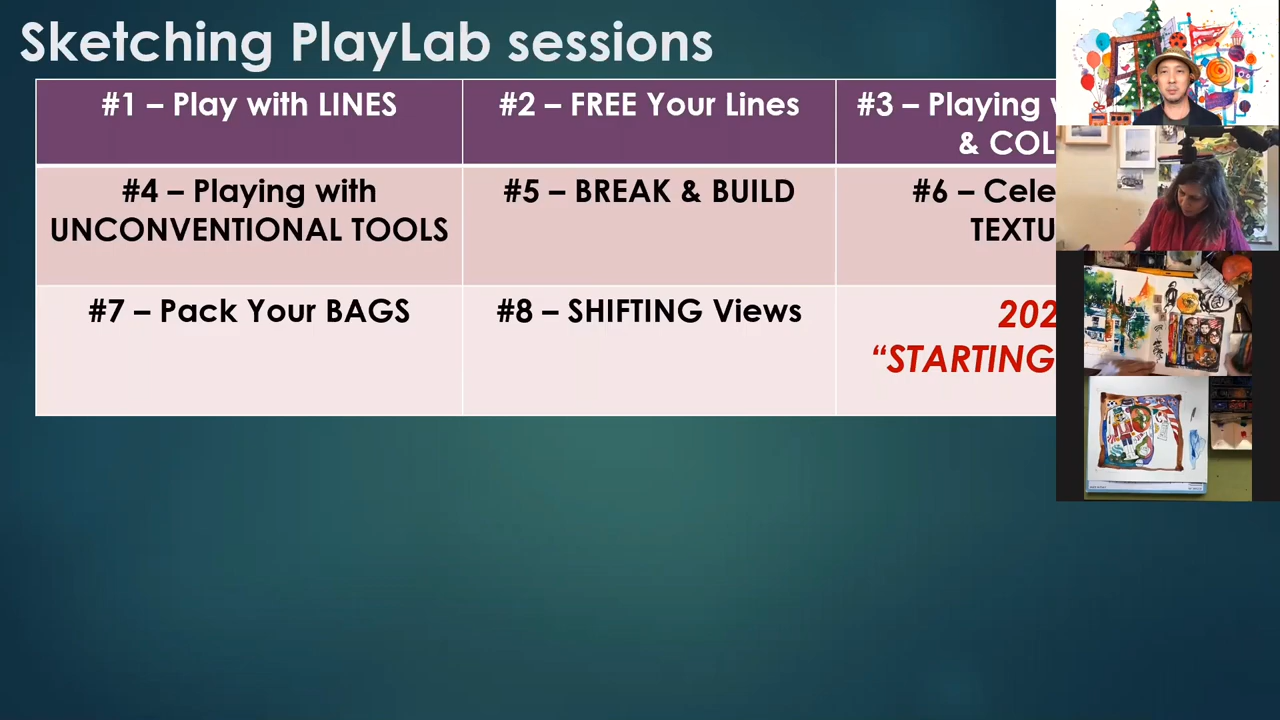 Sketching PlayLab sessions
#1 – Play with LINES
#2 – FREE Your Lines
#3 – Playing
& COL
#4 – Playing with
UNCONVENTIONAL TOOLS
#5 – BREAK & BUILD
#6 – Cele
TEXTU
#7 – Pack Your BAGS
#8 – SHIFTING Views
202
“STARTING